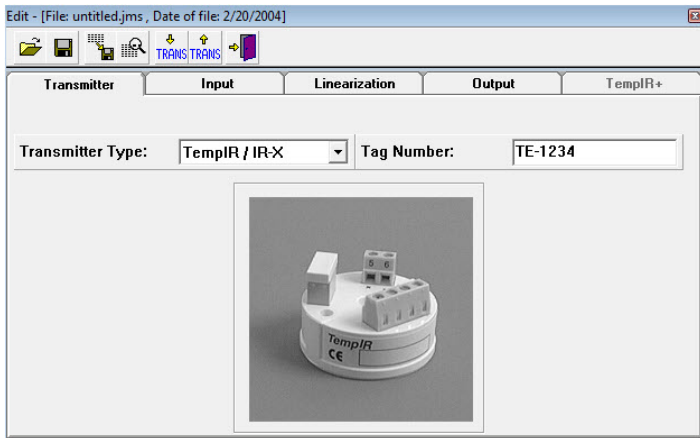 Edit - [File: untitled.jms , Date of file: 2/20/2004]
TRANS TRANS
Transmitter Input Linearization Output TempIR+
Transmitter Type: TempIR / IR-X Tag Number: TE-1234
5 6
TempIR
CE